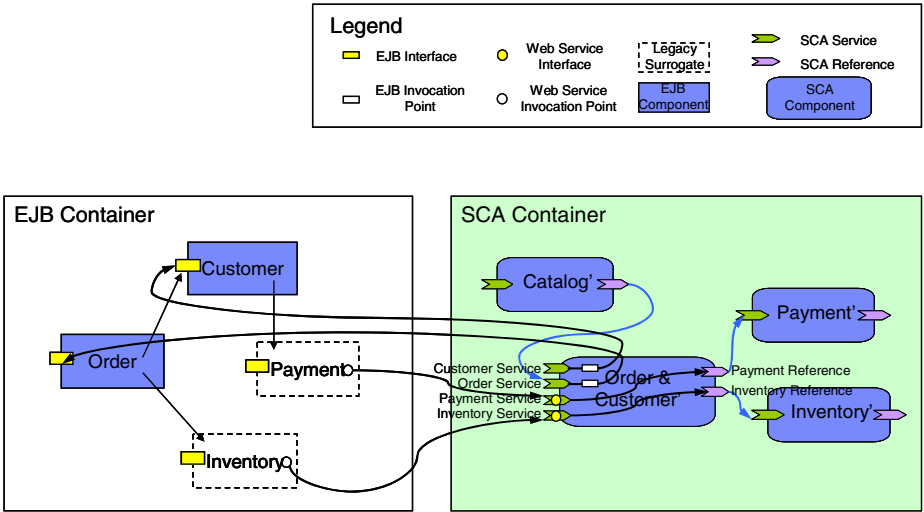 Legend
EJB Interface
Web Service
Interface
Legacy
Surrogate
SCA Service
SCA Reference
EJB Invocation
Point
Web Service
Invocation Point
EJB
Component
SCA
Component
EJB Container
SCA Container
Customer
Catalog’
Payment’
Order
Payment
Customer Service
Order Service
Payment Service
Inventory Service
Order &
Customer’
Payment Reference
Inventory Reference
Inventory’
Inventory